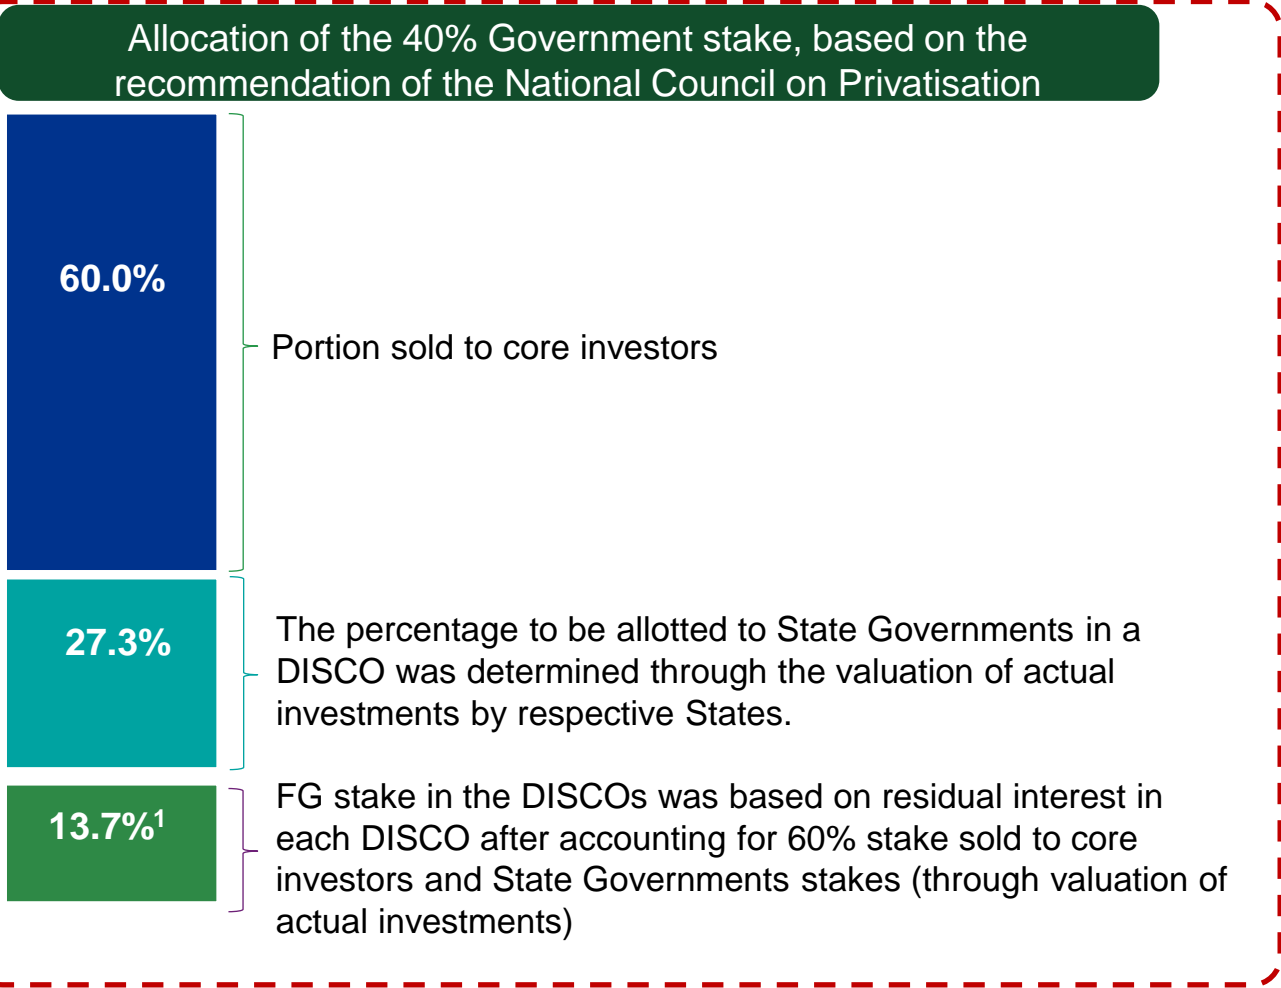 Allocation of the 40% Government stake, based on the
recommendation of the National Council on Privatisation
60.0%
Portion sold to core investors
27.3%
The percentage to be allotted to State Governments in a
DISCO was determined through the valuation of actual
investments by respective States.
13.7%¹
FG stake in the DISCOs was based on residual interest in
each DISCO after accounting for 60% stake sold to core
investors and State Governments stakes (through valuation of
actual investments)